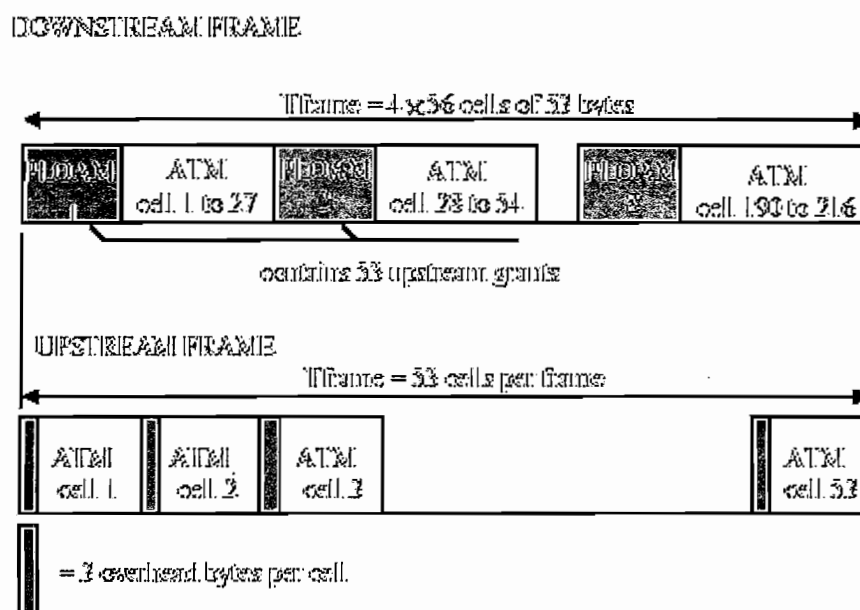 DOWNSTREAM FRAME
Tframe = 4 x 56 cells of 53 bytes
PLOAM 1
ATM cell 1 to 27
PLOAM 2
ATM cell 28 to 54
PLOAM
ATM cell 190 to 216
contains 53 upstream grants
UPSTREAM FRAME
Tframe = 53 cells per frame
ATM cell 1
ATM cell 2
ATM cell 3
ATM cell 53
= 3 overhead bytes per cell